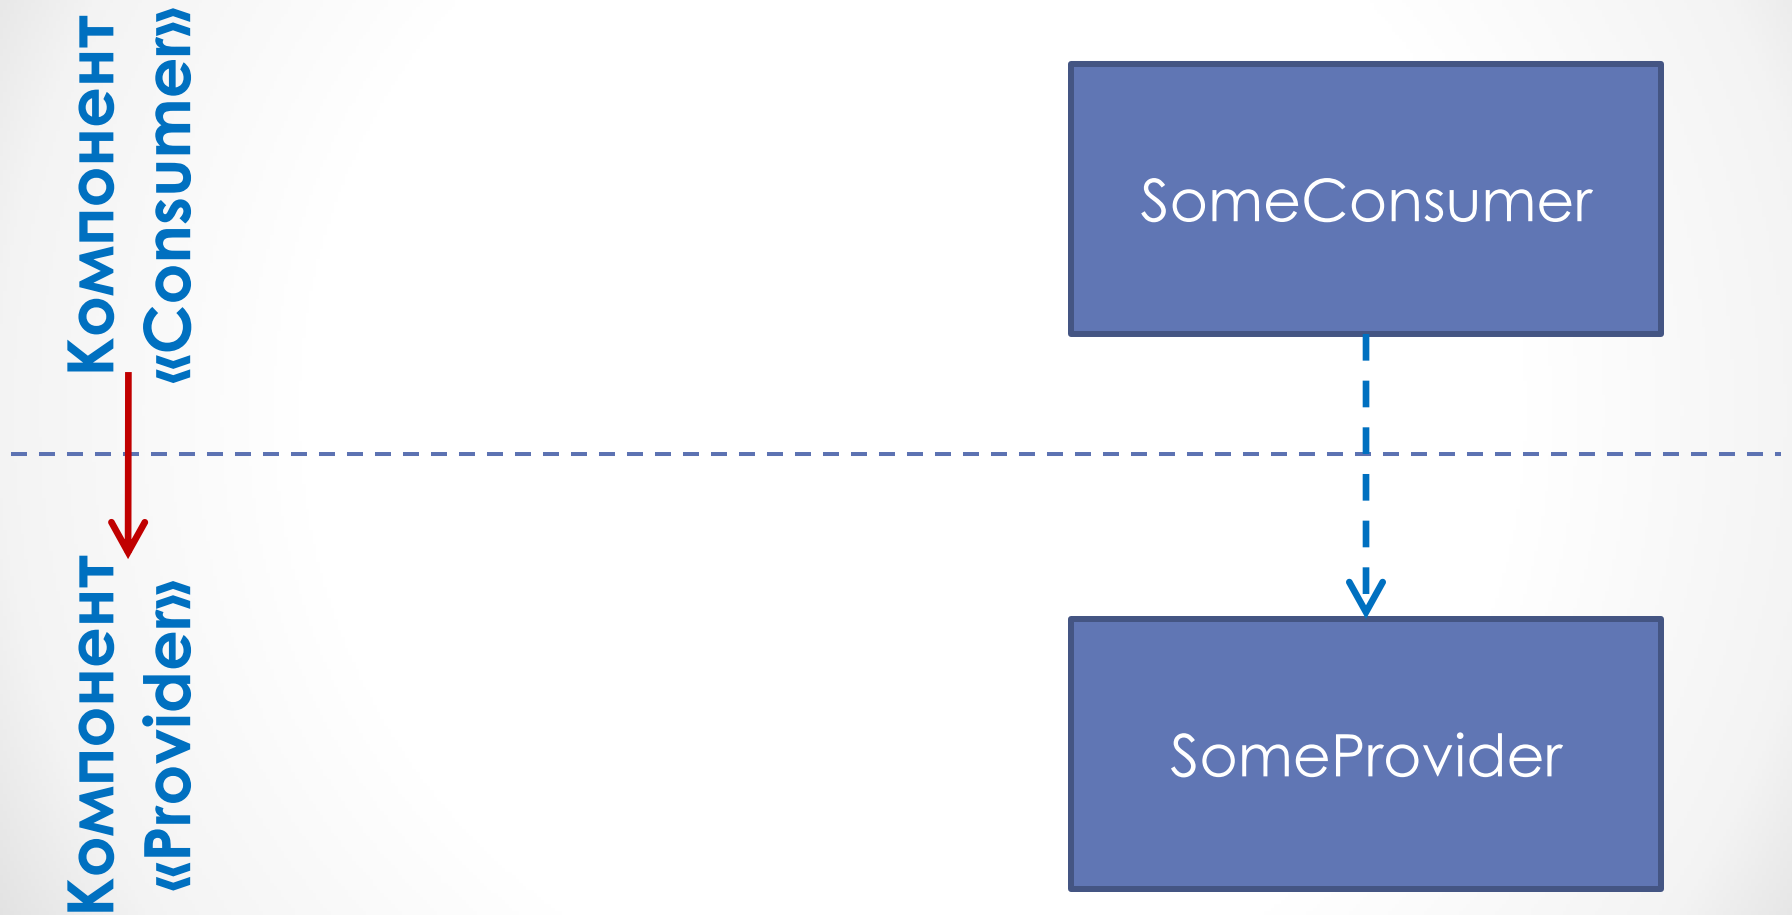 Компонент
«Consumer»
SomeConsumer
Компонент
«Provider»
SomeProvider